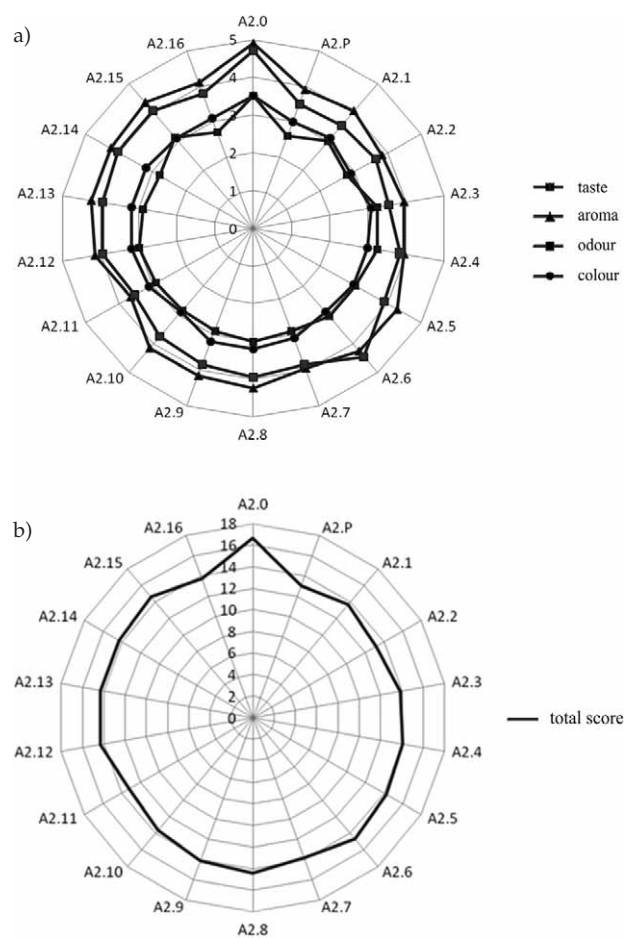 a)
A2.0
A2.P
A2.1
A2.2
A2.3
A2.4
A2.5
A2.6
A2.7
A2.8
A2.9
A2.10
A2.11
A2.12
A2.13
A2.14
A2.15
A2.16
5
4
3
2
1
0
taste
aroma
odour
colour
b)
A2.0
A2.P
A2.1
A2.2
A2.3
A2.4
A2.5
A2.6
A2.7
A2.8
A2.9
A2.10
A2.11
A2.12
A2.13
A2.14
A2.15
A2.16
18
16
14
12
10
8
6
4
2
0
total score